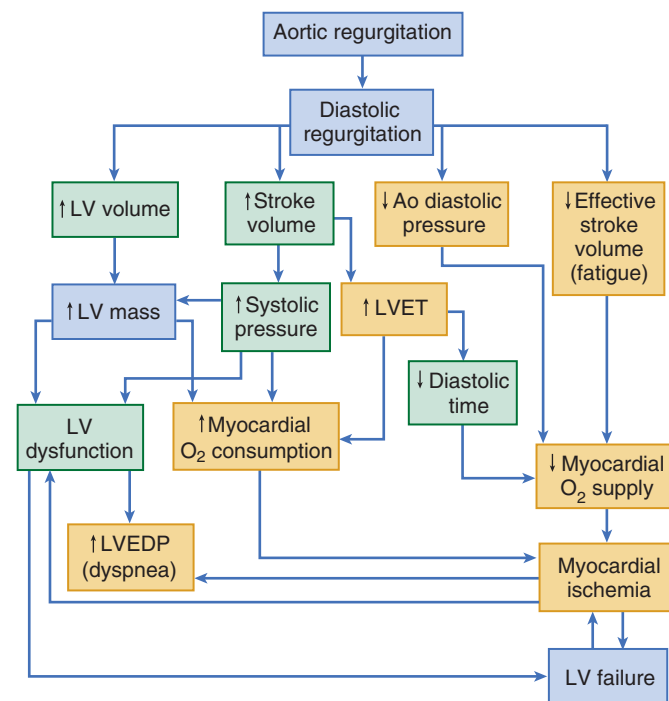 Aortic regurgitation
Diastolic
regurgitation
↑LV volume
↑Stroke
volume
↓Ao diastolic
pressure
↓Effective
stroke
volume
(fatigue)
↑LV mass
↑Systolic
pressure
↑LVET
↓Diastolic
time
LV
dysfunction
↑Myocardial
O₂ consumption
↓Myocardial
O₂ supply
↑LVEDP
(dyspnea)
Myocardial
ischemia
LV failure